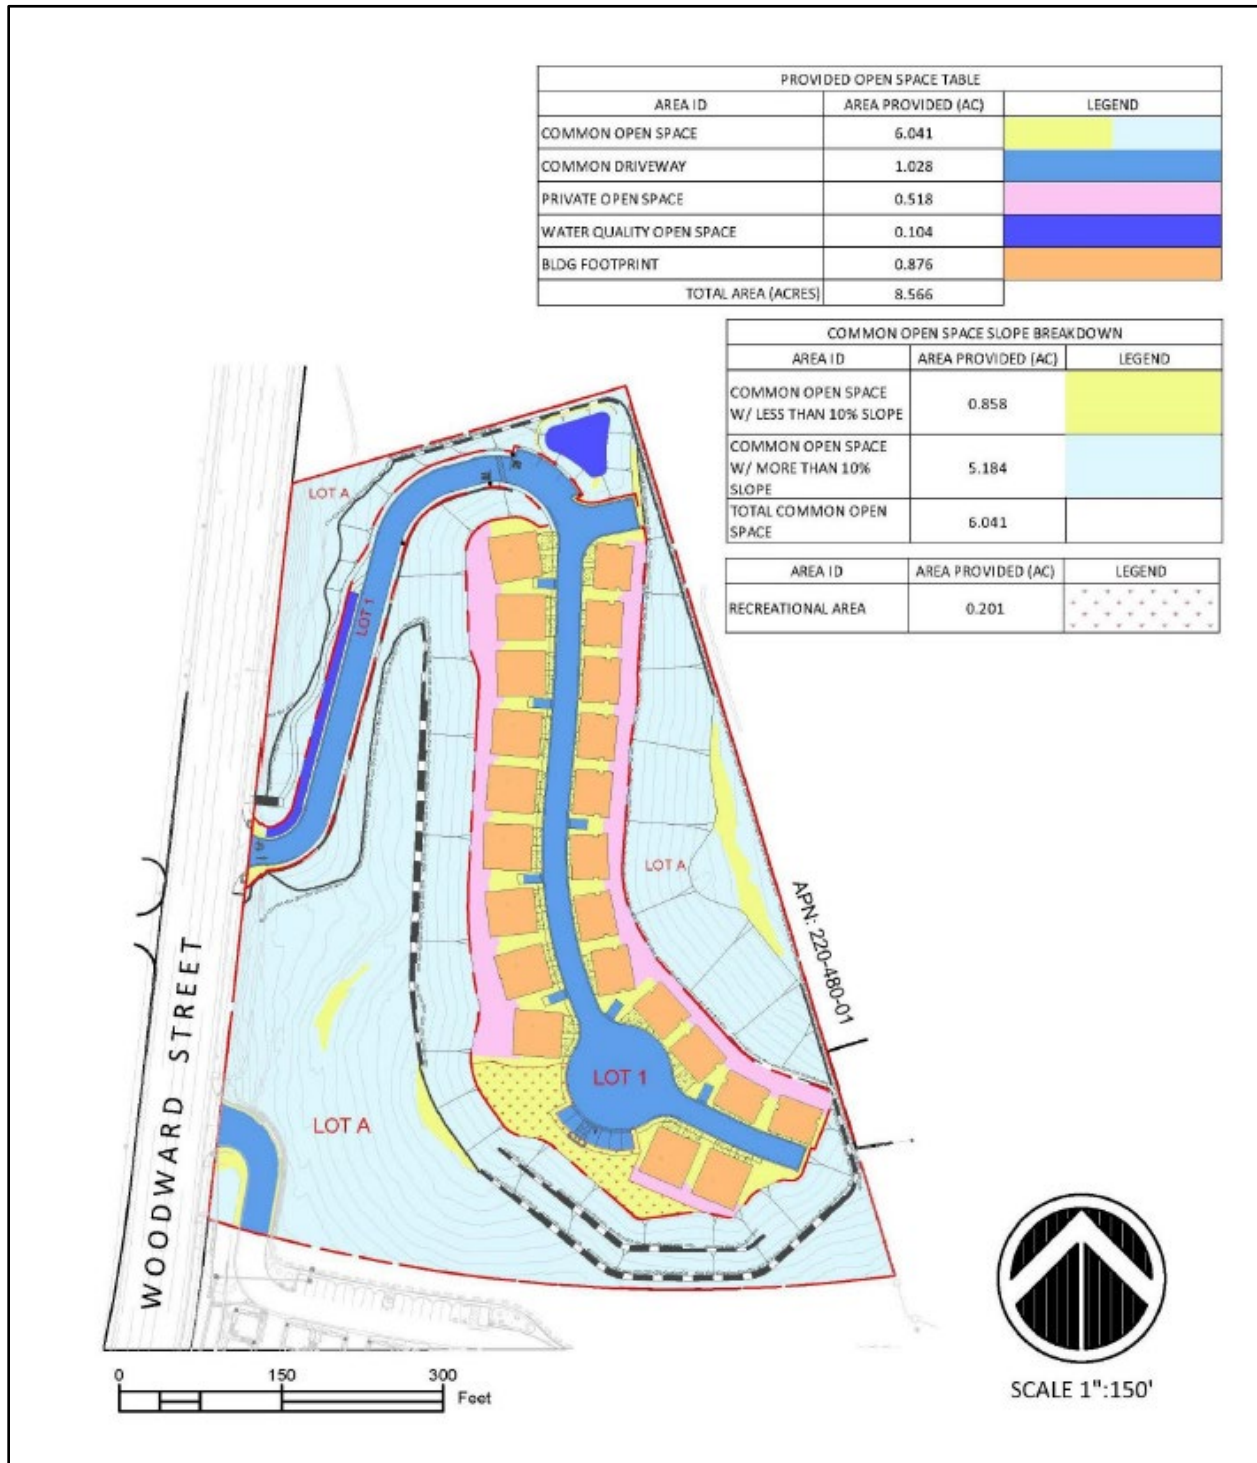 PROVIDED OPEN SPACE TABLE
AREA ID AREA PROVIDED (AC) LEGEND
COMMON OPEN SPACE 6.041
COMMON DRIVEWAY 1.028
PRIVATE OPEN SPACE 0.518
WATER QUALITY OPEN SPACE 0.104
BLDG FOOTPRINT 0.876
TOTAL AREA (ACRES) 8.566
COMMON OPEN SPACE SLOPE BREAKDOWN
AREA ID AREA PROVIDED (AC) LEGEND
COMMON OPEN SPACE
W/ LESS THAN 10% SLOPE 0.858
COMMON OPEN SPACE
W/ MORE THAN 10%
SLOPE 5.184
TOTAL COMMON OPEN
SPACE 6.041
AREA ID AREA PROVIDED (AC) LEGEND
RECREATIONAL AREA 0.201
LOT A
LOT 1
LOT A
APN: 220-480-01
LOT 1
LOT A
WOODWARD STREET
0 150 300
Feet
SCALE 1":150'